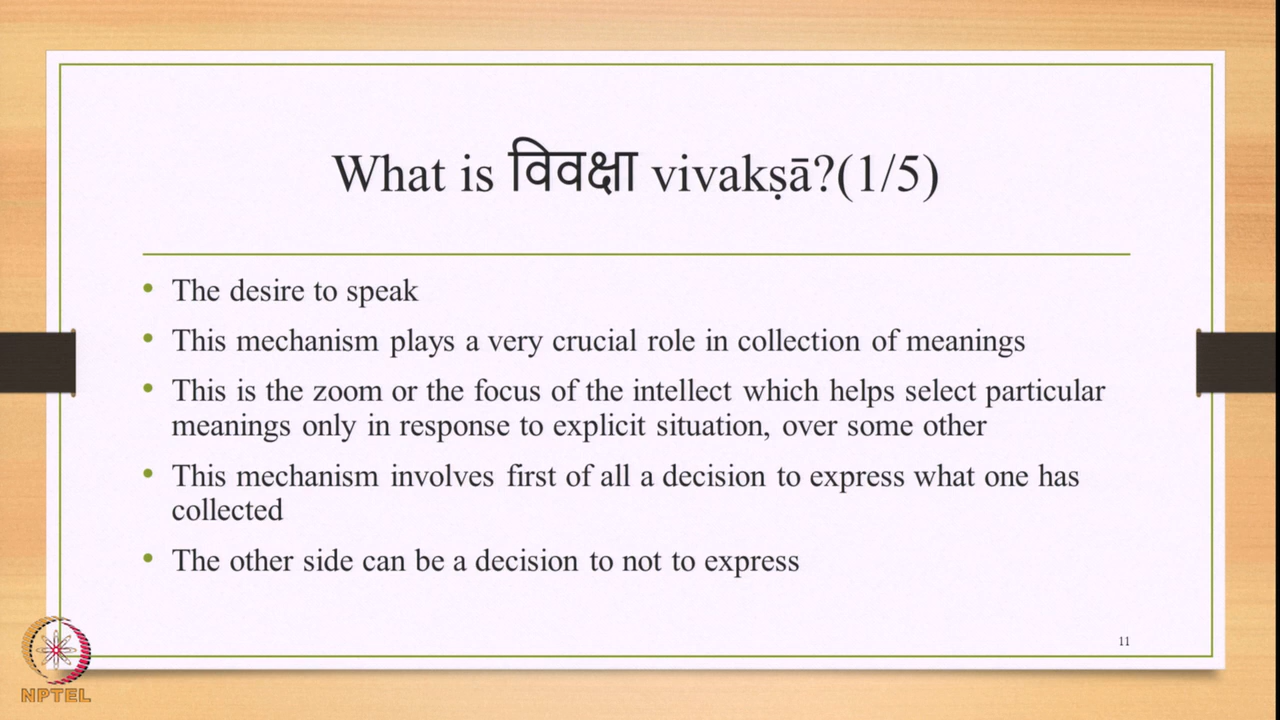 What is विवक्षा vivakṣā?(1/5)
• The desire to speak
• This mechanism plays a very crucial role in collection of meanings
• This is the zoom or the focus of the intellect which helps select particular
meanings only in response to explicit situation, over some other
• This mechanism involves first of all a decision to express what one has
collected
• The other side can be a decision to not to express
11
NPTEL